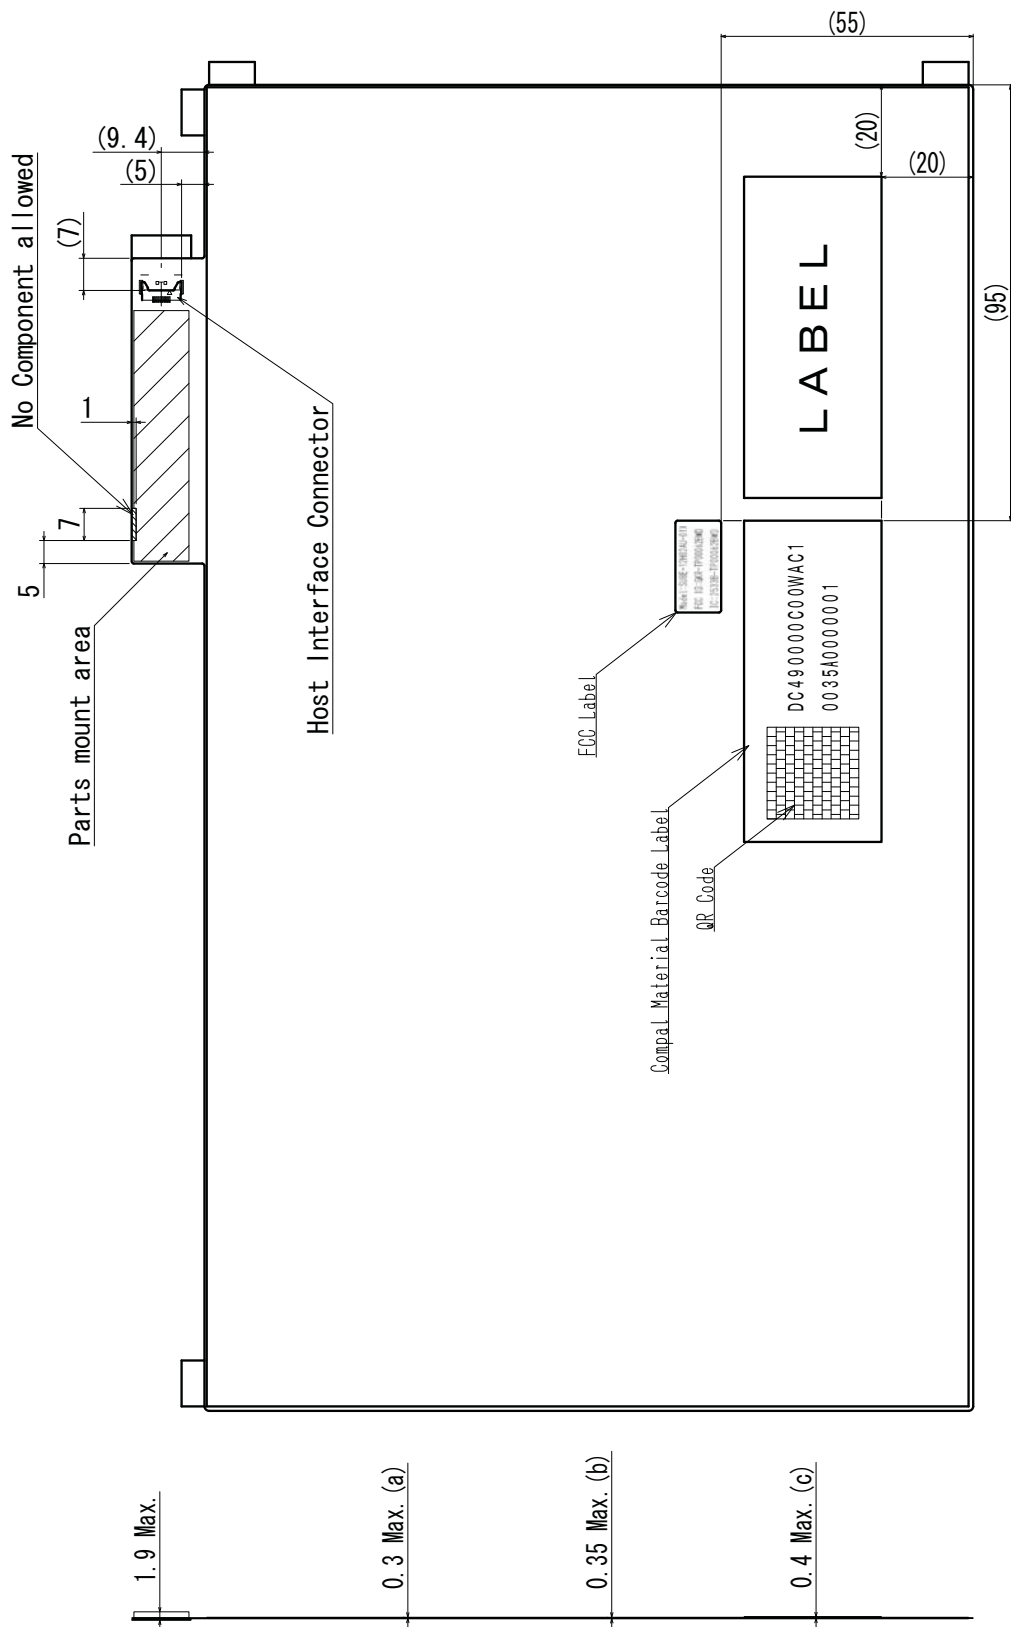 (55)
(9.4)
(5)
(7)
No Component allowed
1
7
5
Parts mount area
Host Interface Connector
(20)
(20)
(95)
LABEL
FCC Label
DC490000C00WAC1
0035A0000001
Compal Material Barcode Label
QR Code
1.9 Max.
0.3 Max. (a)
0.35 Max. (b)
0.4 Max. (c)